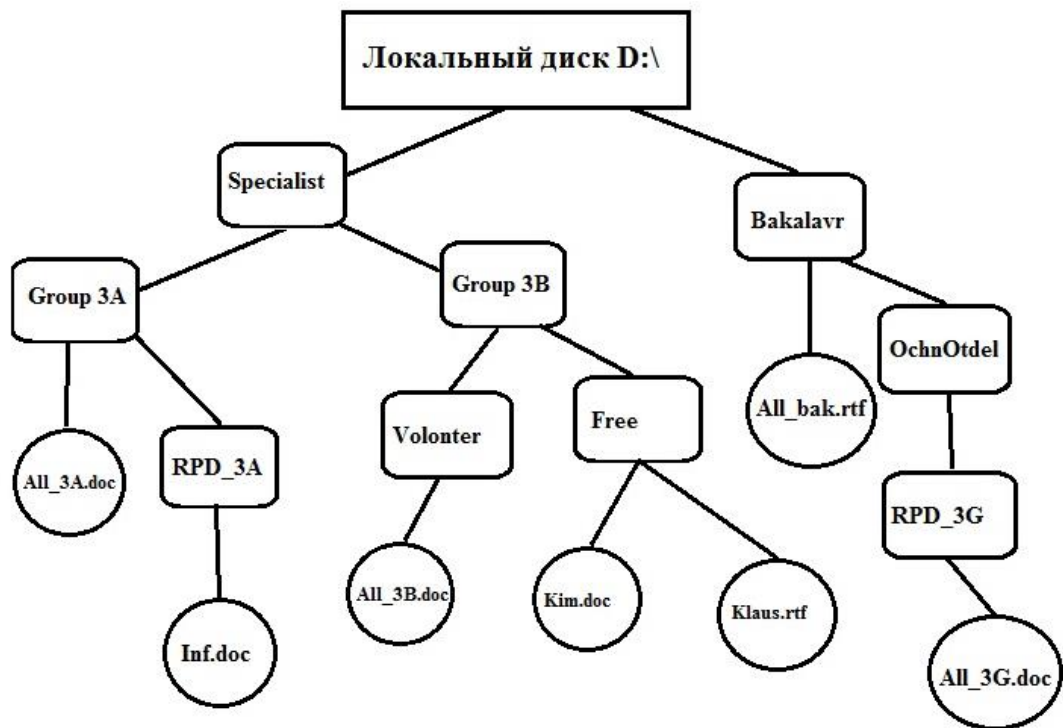 Локальный диск D:\
Specialist
Bakalavr
Group 3A
Group 3B
OchnOtdel
All_bak.rtf
Volonter
Free
All_3A.doc
RPD_3A
RPD_3G
All_3B.doc
Kim.doc
Klaus.rtf
Inf.doc
All_3G.doc